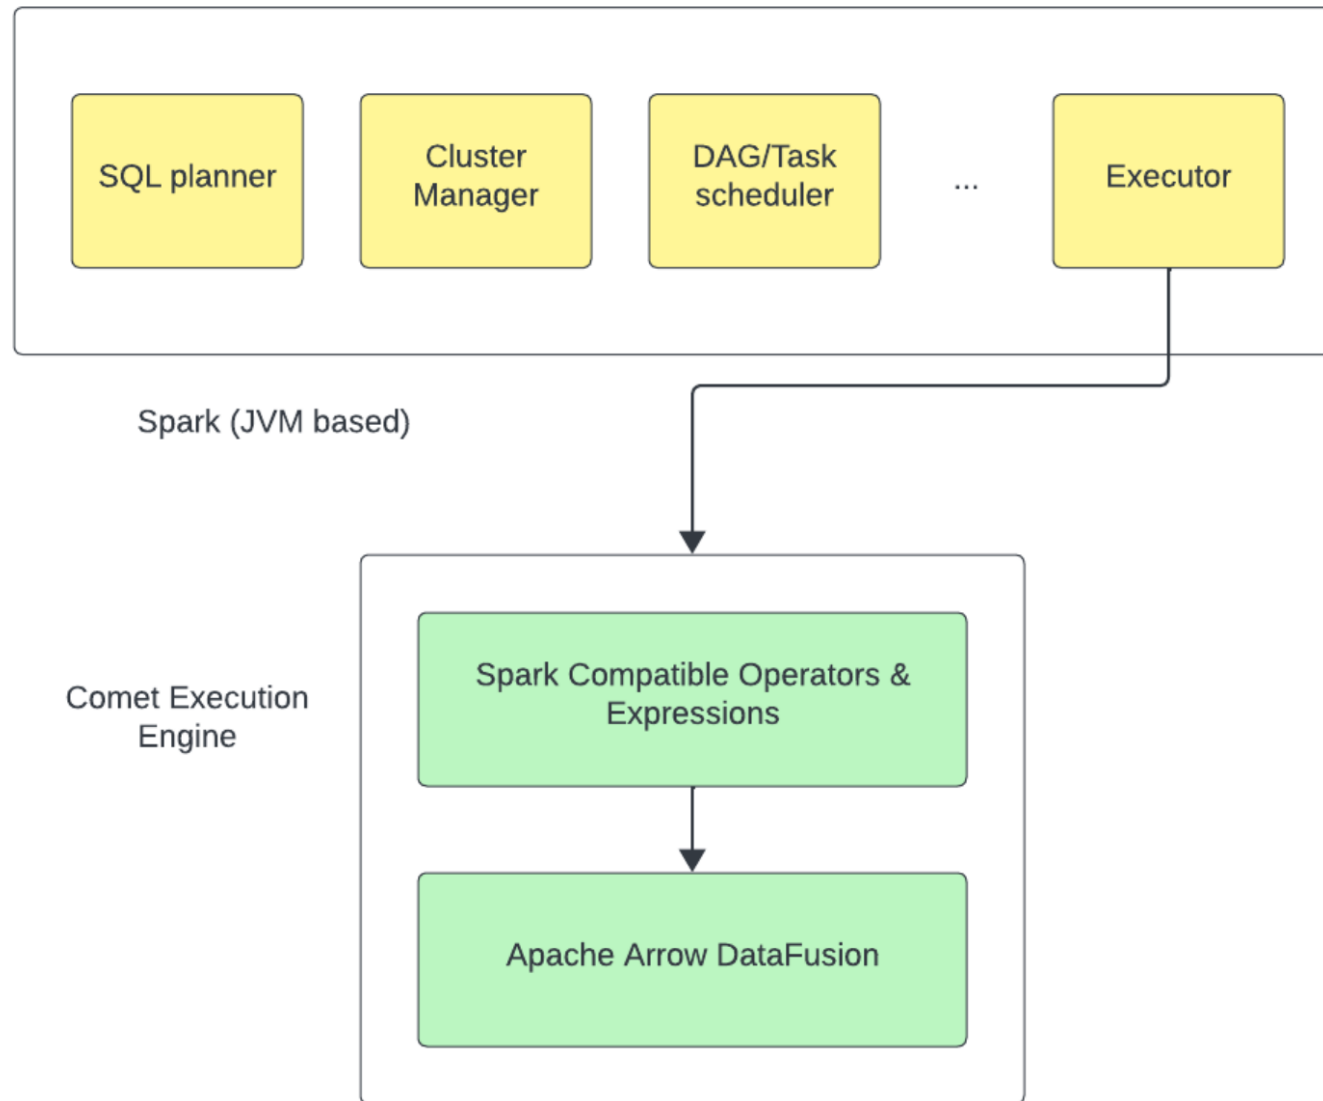 SQL planner
Cluster
Manager
DAG/Task
scheduler
...
Executor
Spark (JVM based)
Comet Execution
Engine
Spark Compatible Operators &
Expressions
Apache Arrow DataFusion